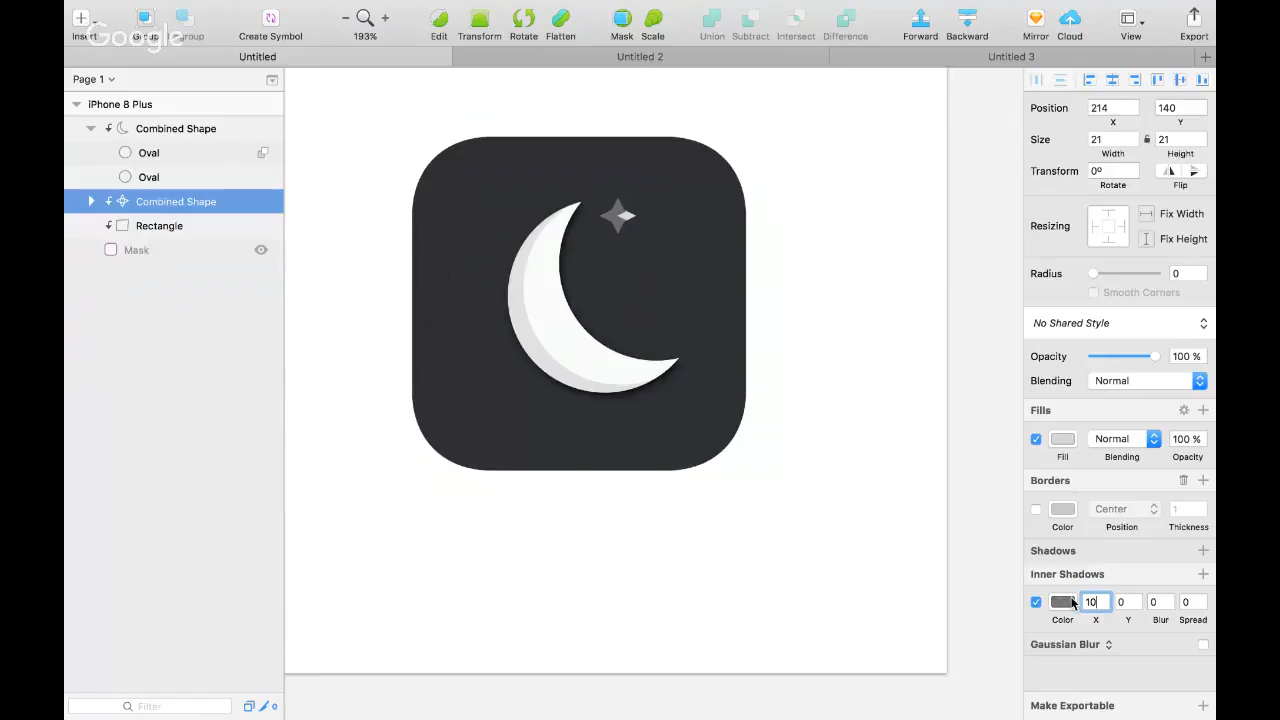 Insert Group Ungroup Create Symbol 193% Edit Transform Rotate Flatten Mask Scale Union Subtract Intersect Difference Forward Backward Mirror Cloud View Export
Google
Untitled Untitled 2 Untitled 3
Page 1
iPhone 8 Plus
Combined Shape
Oval
Oval
Combined Shape
Rectangle
Mask
Filter 0
Position 214 140
X Y
Size 21 21
Width Height
Transform 0º
Rotate Flip
Resizing Fix Width
Fix Height
Radius 0
Smooth Corners
No Shared Style
Opacity 100 %
Blending Normal
Fills
Normal 100 %
Fill Blending Opacity
Borders
Center 1
Color Position Thickness
Shadows
Inner Shadows
10 0 0 0
Color X Y Blur Spread
Gaussian Blur
Make Exportable